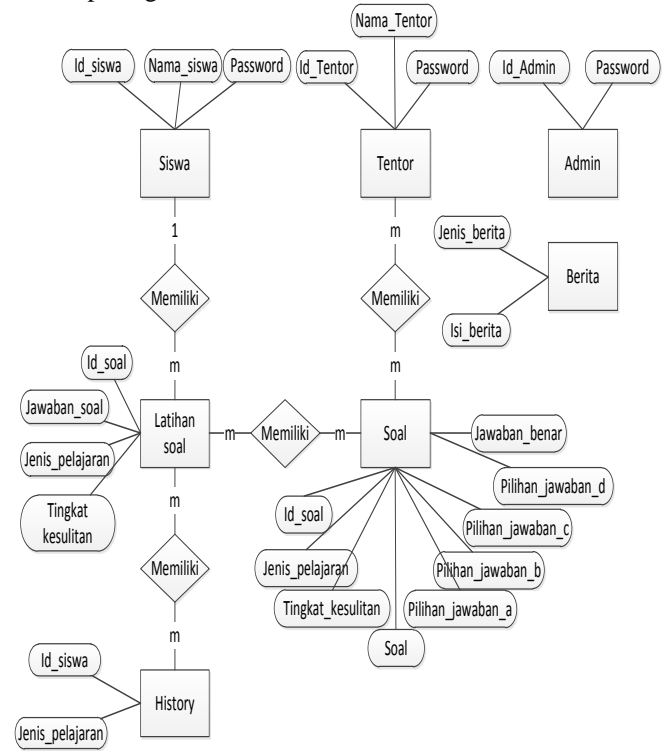 Nama_Tentor
Id_siswa
Nama_siswa
Password
Id_Tentor
Password
Id_Admin
Password
Siswa
Tentor
Admin
1
m
Jenis_berita
Berita
Memiliki
Memiliki
Isi_berita
m
m
Id_soal
Jawaban_soal
Latihan
soal
m
Memiliki
m
Soal
Jawaban_benar
Jenis_pelajaran
Pilihan_jawaban_d
Tingkat
kesulitan
m
Id_soal
Pilihan_jawaban_c
Memiliki
Jenis_pelajaran
Pilihan_jawaban_b
Tingkat_kesulitan
Pilihan_jawaban_a
m
Soal
Id_siswa
History
Jenis_pelajaran